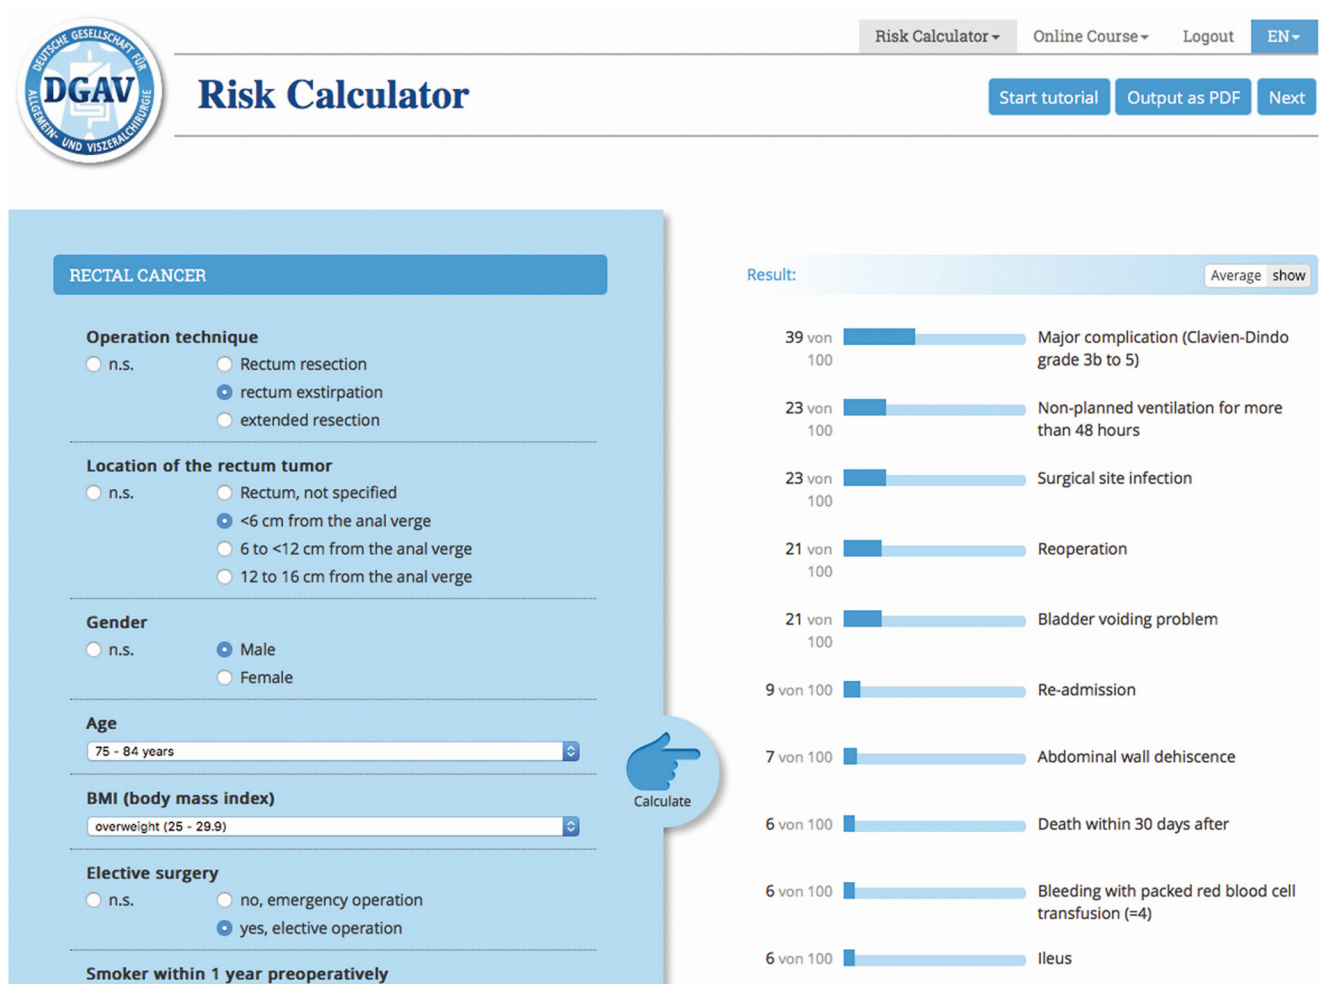 DEUTSCHE GESELLSCHAFT FÜR
DGAV
ALLGEMEIN- UND VISZERALCHIRURGIE
Risk Calculator
Online Course
Logout
EN
Risk Calculator
Start tutorial
Output as PDF
Next
RECTAL CANCER
Operation technique
n.s.
Rectum resection
rectum exstirpation
extended resection
Location of the rectum tumor
n.s.
Rectum, not specified
<6 cm from the anal verge
6 to <12 cm from the anal verge
12 to 16 cm from the anal verge
Gender
n.s.
Male
Female
Age
75 - 84 years
BMI (body mass index)
overweight (25 - 29.9)
Elective surgery
n.s.
no, emergency operation
yes, elective operation
Smoker within 1 year preoperatively
Calculate
Result:
Average show
39 von
100
Major complication (Clavien-Dindo
grade 3b to 5)
23 von
100
Non-planned ventilation for more
than 48 hours
23 von
100
Surgical site infection
21 von
100
Reoperation
21 von
100
Bladder voiding problem
9 von 100
Re-admission
7 von 100
Abdominal wall dehiscence
6 von 100
Death within 30 days after
6 von 100
Bleeding with packed red blood cell
transfusion (=4)
6 von 100
Ileus